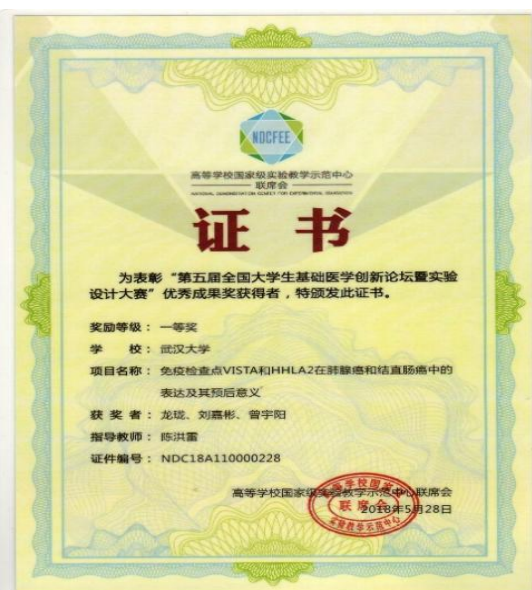 NDCFEE
高等学校国家级实验教学示范中心
联席会
证 书
为表彰“第五届全国大学生基础医学创新论坛暨实验
设计大赛”优秀成果奖获得者，特颁发此证书。
奖励等级： 一等奖
学 校： 武汉大学
项目名称： 免疫检查点VISTA和HHLA2在肺腺癌和结直肠癌中的
表达及其预后意义
获 奖 者： 龙珑、刘嘉彬、曾宇阳
指导教师： 陈洪雷
证件编号： NDC18A110000228
高等学校国家级实验教学示范中心联席会
2018年5月28日
联席会